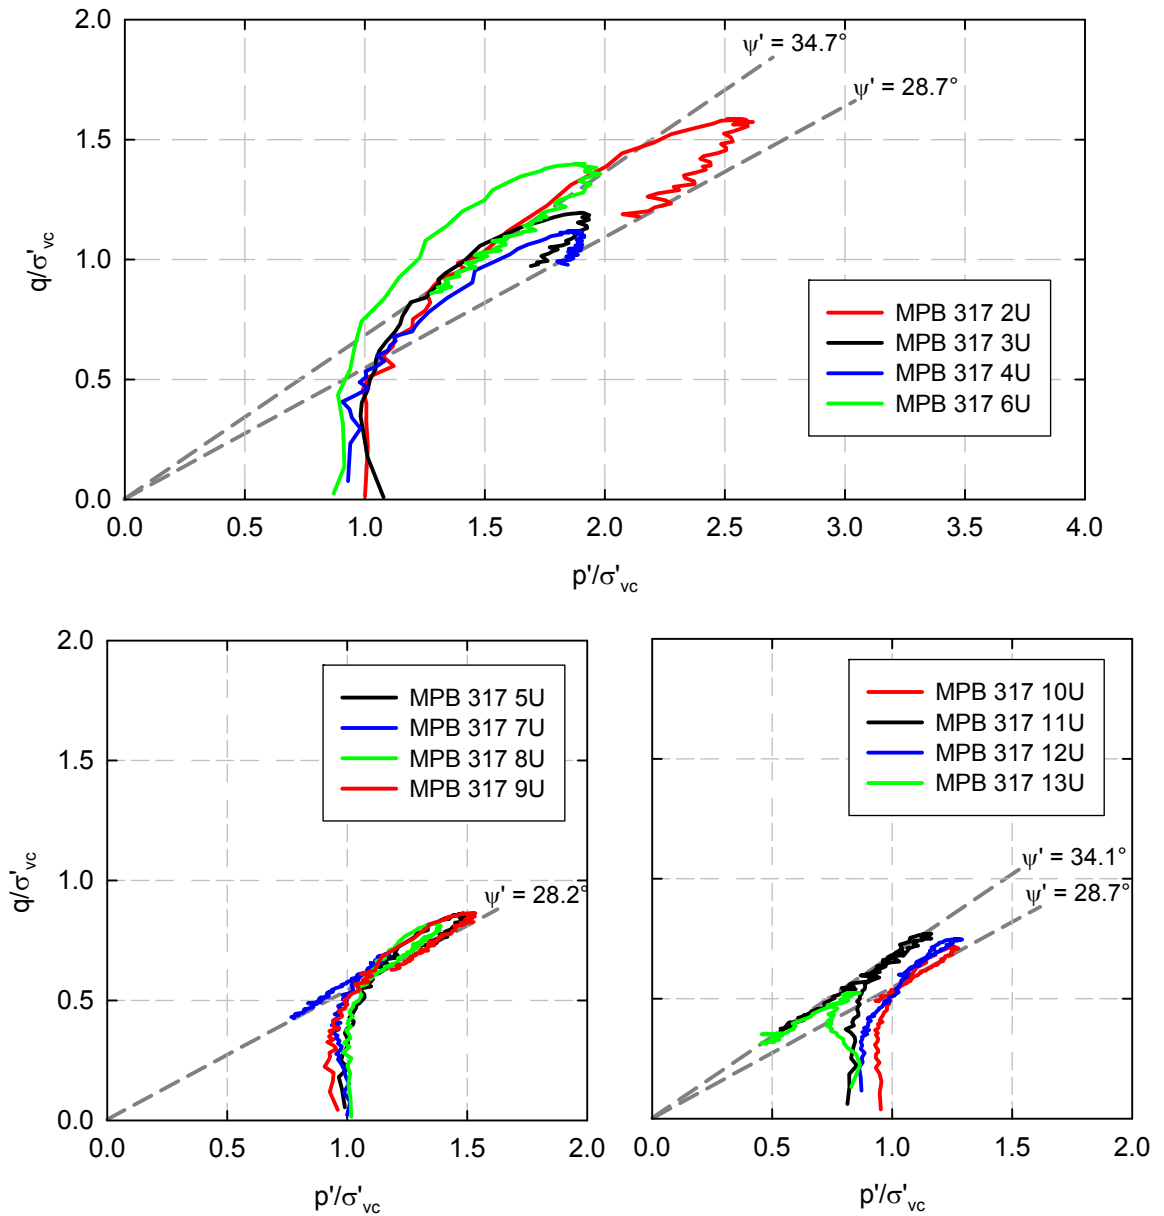 2.0
1.5
1.0
0.5
0.0
q/σ'vc
ψ' = 34.7°
ψ' = 28.7°
MPB 317 2U
MPB 317 3U
MPB 317 4U
MPB 317 6U
0.0 0.5 1.0 1.5 2.0 2.5 3.0 3.5 4.0
p'/σ'vc
2.0
1.5
1.0
0.5
0.0
q/σ'vc
MPB 317 5U
MPB 317 7U
MPB 317 8U
MPB 317 9U
ψ' = 28.2°
0.0 0.5 1.0 1.5 2.0
p'/σ'vc
MPB 317 10U
MPB 317 11U
MPB 317 12U
MPB 317 13U
ψ' = 34.1°
ψ' = 28.7°
0.0 0.5 1.0 1.5 2.0
p'/σ'vc